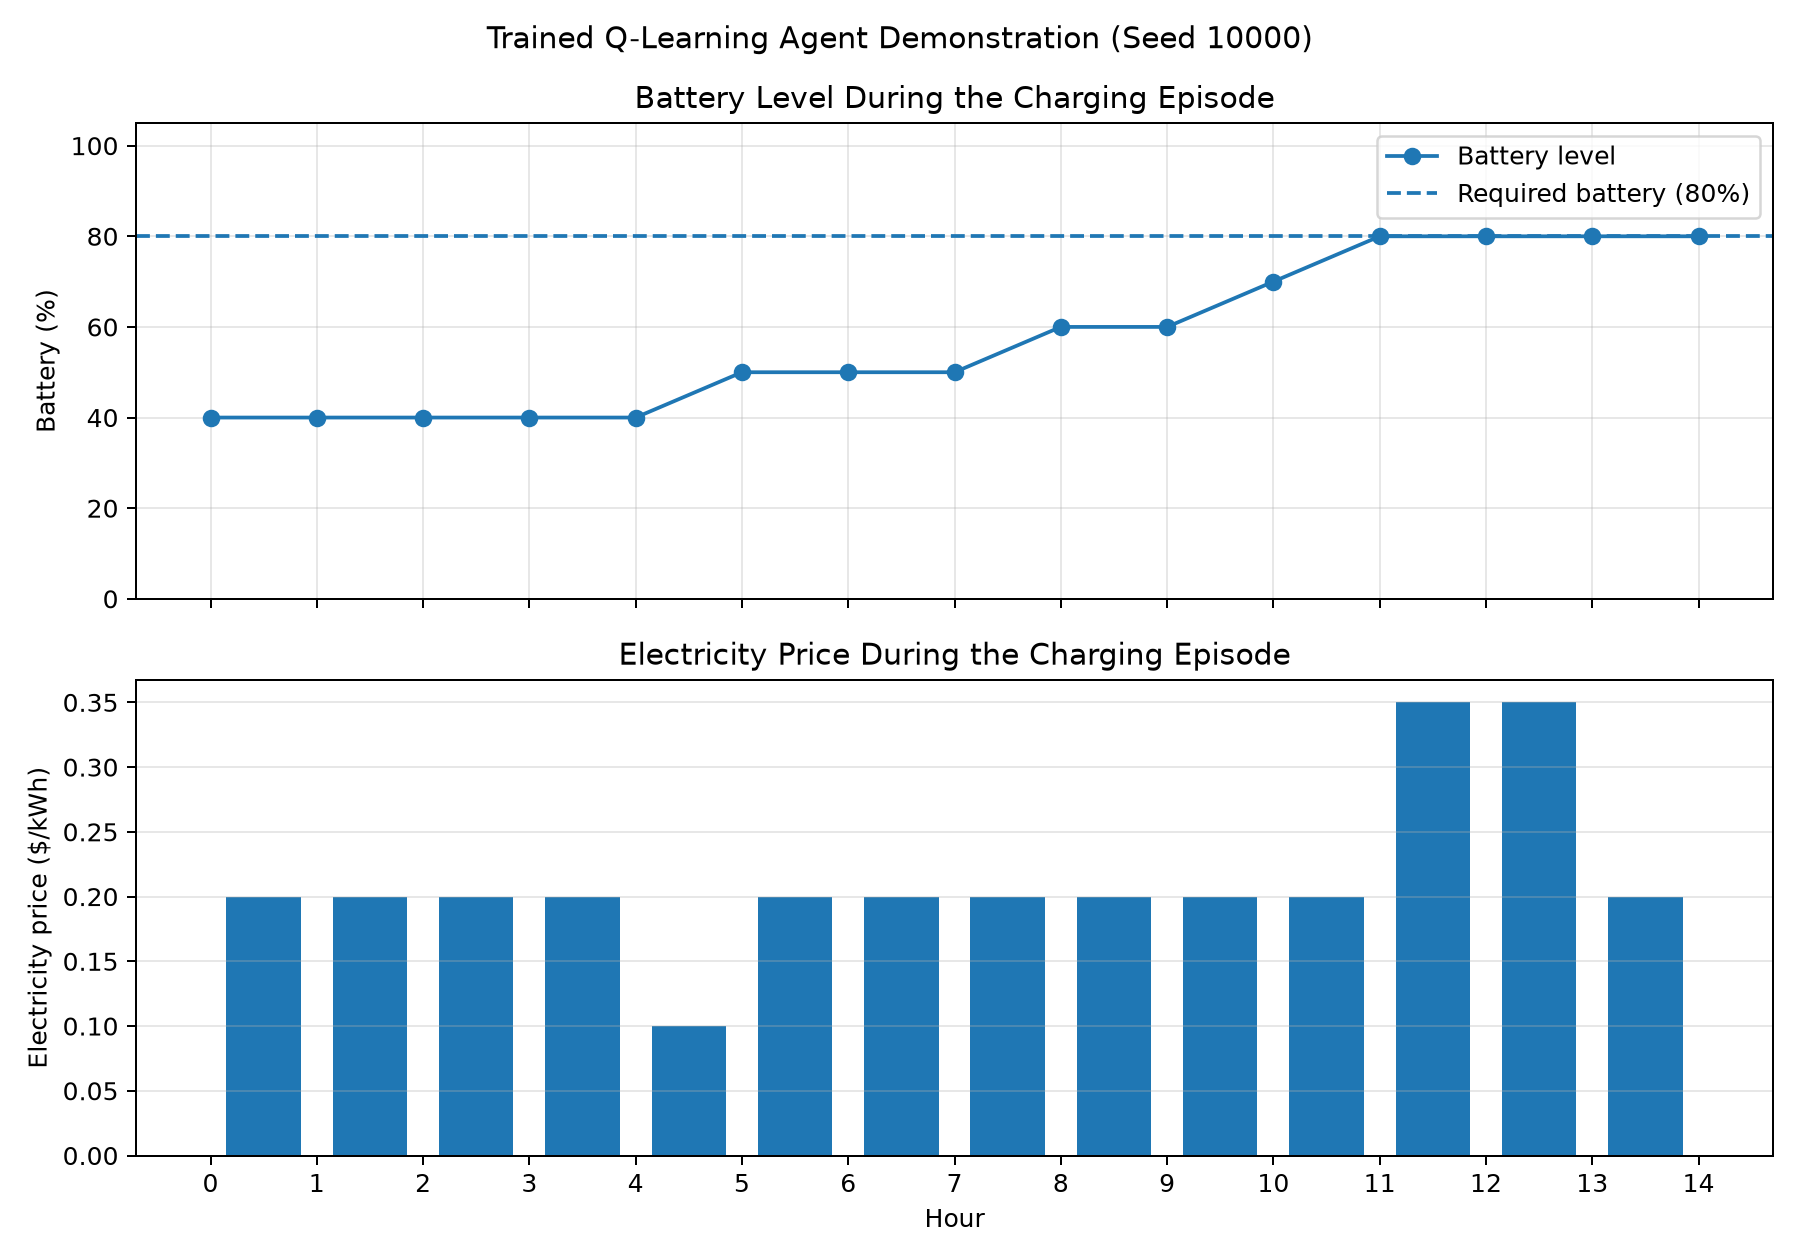 Trained Q-Learning Agent Demonstration (Seed 10000)
Battery Level During the Charging Episode
100
80
60
40
20
0
Battery (%)
Battery level
Required battery (80%)
Electricity Price During the Charging Episode
0.35
0.30
0.25
0.20
0.15
0.10
0.05
0.00
Electricity price ($/kWh)
0 1 2 3 4 5 6 7 8 9 10 11 12 13 14
Hour